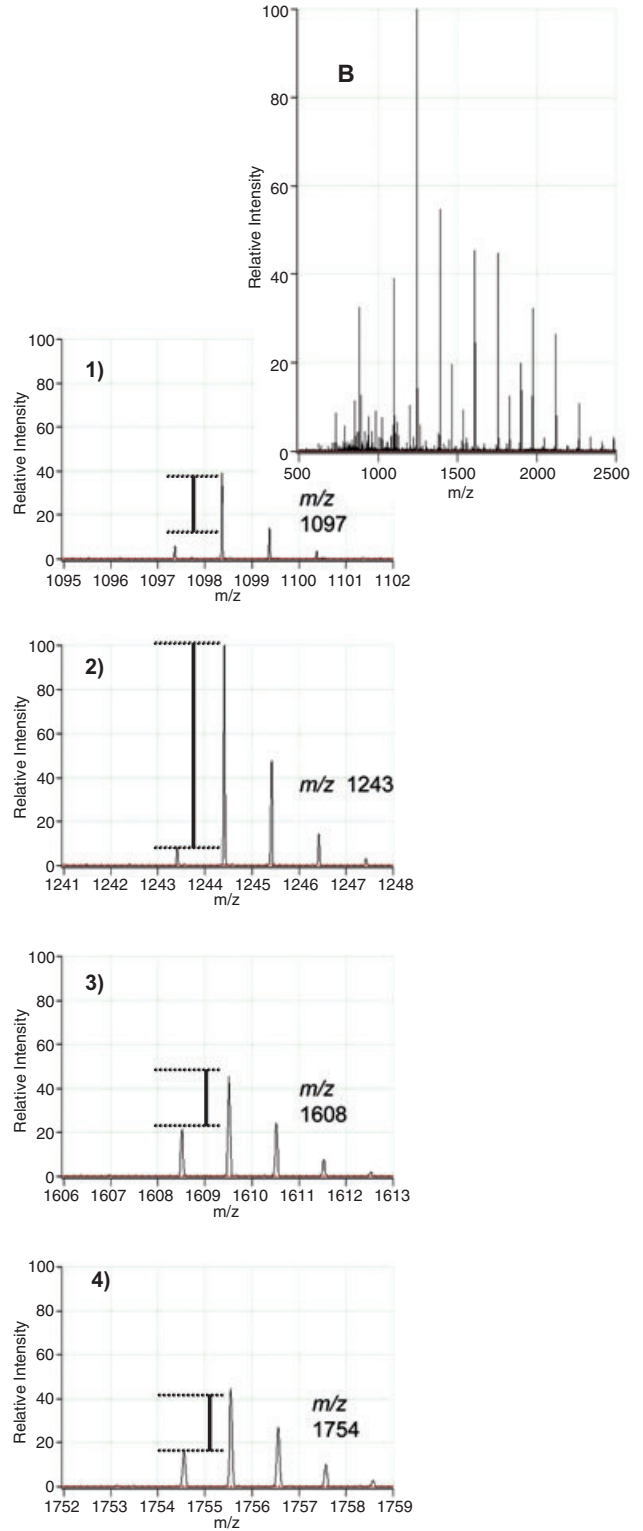 100
80
60
40
20
0
Relative Intensity
B
500 1000 1500 2000 2500
m/z
100
80
60
40
20
0
Relative Intensity
1)
m/z
1097
1095 1096 1097 1098 1099 1100 1101 1102
m/z
100
80
60
40
20
0
Relative Intensity
2)
m/z 1243
1241 1242 1243 1244 1245 1246 1247 1248
m/z
100
80
60
40
20
0
Relative Intensity
3)
m/z
1608
1606 1607 1608 1609 1610 1611 1612 1613
m/z
100
80
60
40
20
0
Relative Intensity
4)
m/z
1754
1752 1753 1754 1755 1756 1757 1758 1759
m/z